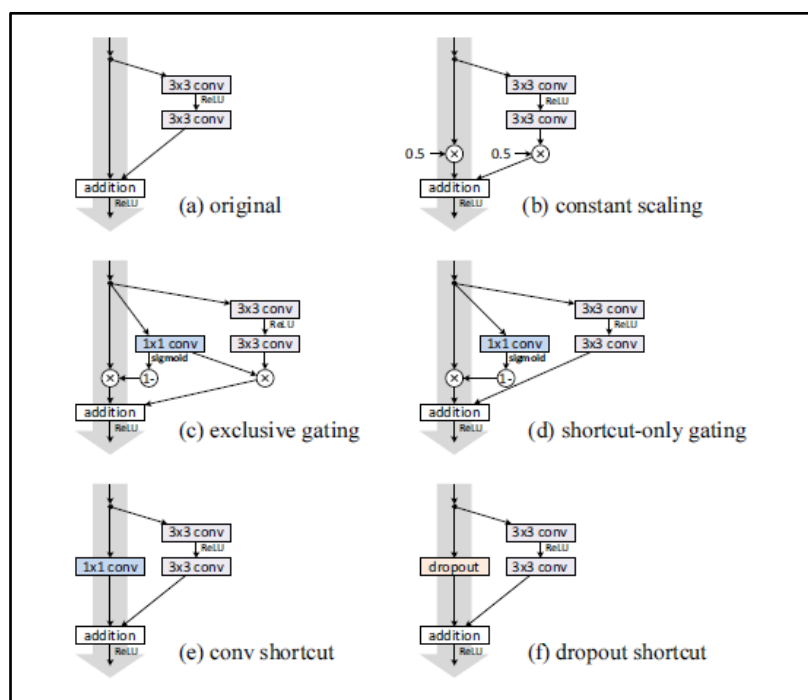 3x3 conv
ReLU
3x3 conv
addition
ReLU
(a) original
3x3 conv
ReLU
3x3 conv
0.5
×
0.5
×
addition
ReLU
(b) constant scaling
3x3 conv
ReLU
1x1 conv
3x3 conv
sigmoid
×
1-
×
addition
ReLU
(c) exclusive gating
3x3 conv
ReLU
1x1 conv
3x3 conv
sigmoid
×
1-
addition
ReLU
(d) shortcut-only gating
3x3 conv
ReLU
1x1 conv
3x3 conv
addition
ReLU
(e) conv shortcut
3x3 conv
ReLU
dropout
3x3 conv
addition
ReLU
(f) dropout shortcut